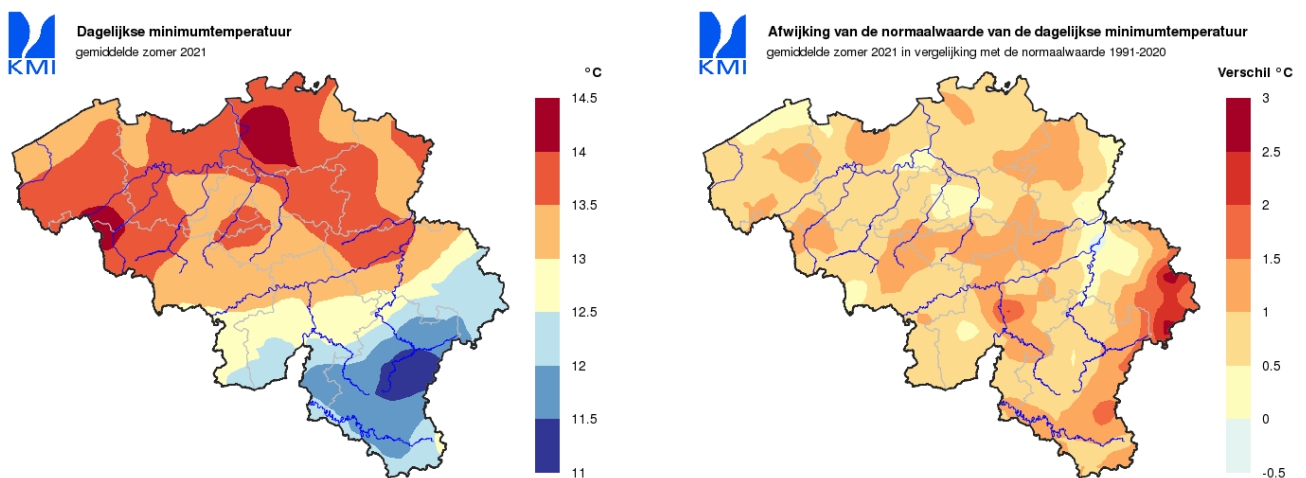 KMI
Dagelijkse minimumtemperatuur
gemiddelde zomer 2021
°C
14.5
14
13.5
13
12.5
12
11.5
11
KMI
Afwijking van de normaalwaarde van de dagelijkse minimumtemperatuur
gemiddelde zomer 2021 in vergelijking met de normaalwaarde 1991-2020
Verschil °C
3
2.5
2
1.5
1
0.5
0
-0.5